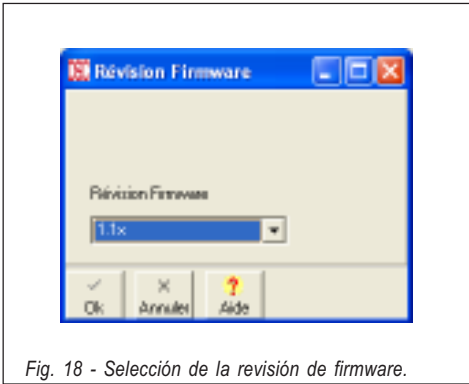 Révision Firmware
Révision Firmware
1.1x
Ok Annuler Aide
Fig. 18 - Selección de la revisión de firmware.